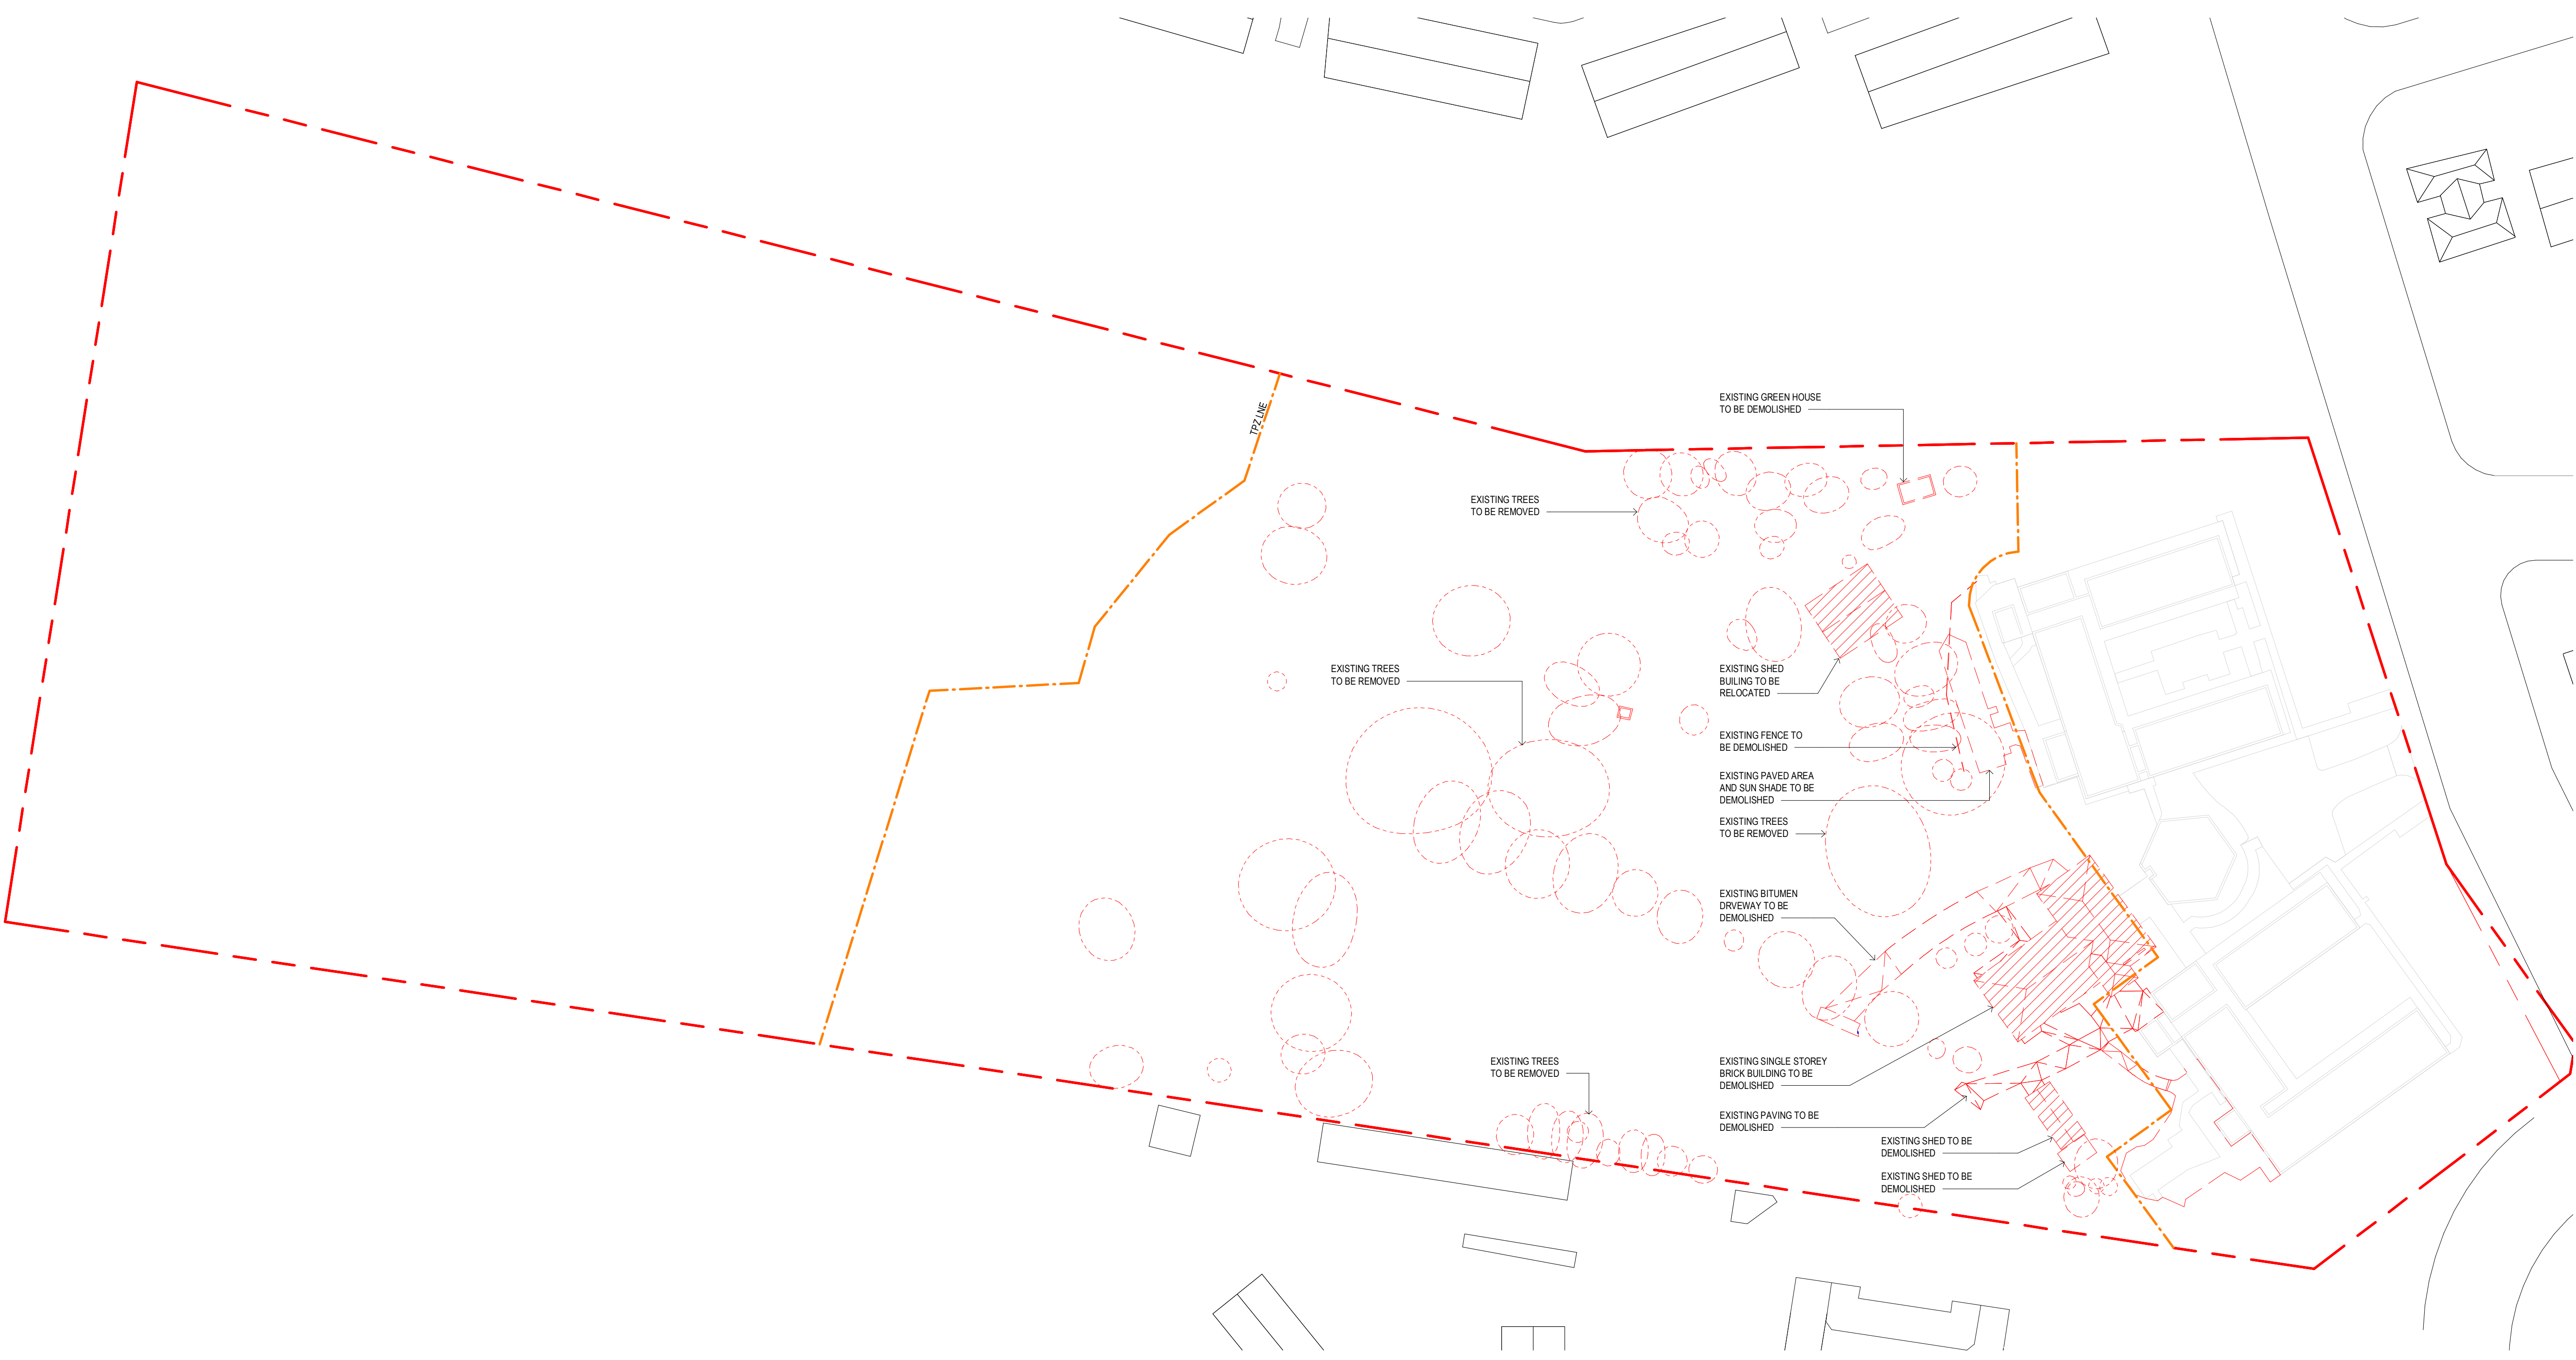 EXISTING GREEN HOUSE
TO BE DEMOLISHED
TPZ LNE
EXISTING TREES
TO BE REMOVED
EXISTING TREES
TO BE REMOVED
EXISTING SHED
BUILING TO BE
RELOCATED
EXISTING FENCE TO
BE DEMOLISHED
EXISTING PAVED AREA
AND SUN SHADE TO BE
DEMOLISHED
EXISTING TREES
TO BE REMOVED
EXISTING BITUMEN
DRVEWAY TO BE
DEMOLISHED
EXISTING TREES
TO BE REMOVED
EXISTING SINGLE STOREY
BRICK BUILDING TO BE
DEMOLISHED
EXISTING PAVING TO BE
DEMOLISHED
EXISTING SHED TO BE
DEMOLISHED
EXISTING SHED TO BE
DEMOLISHED